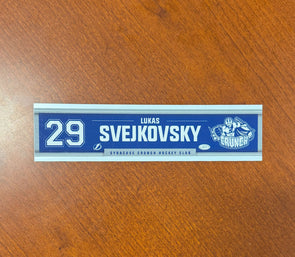 29
LUKAS
SVEJKOVSKY
SYRACUSE CRUNCH HOCKEY CLUB
CRUNCH